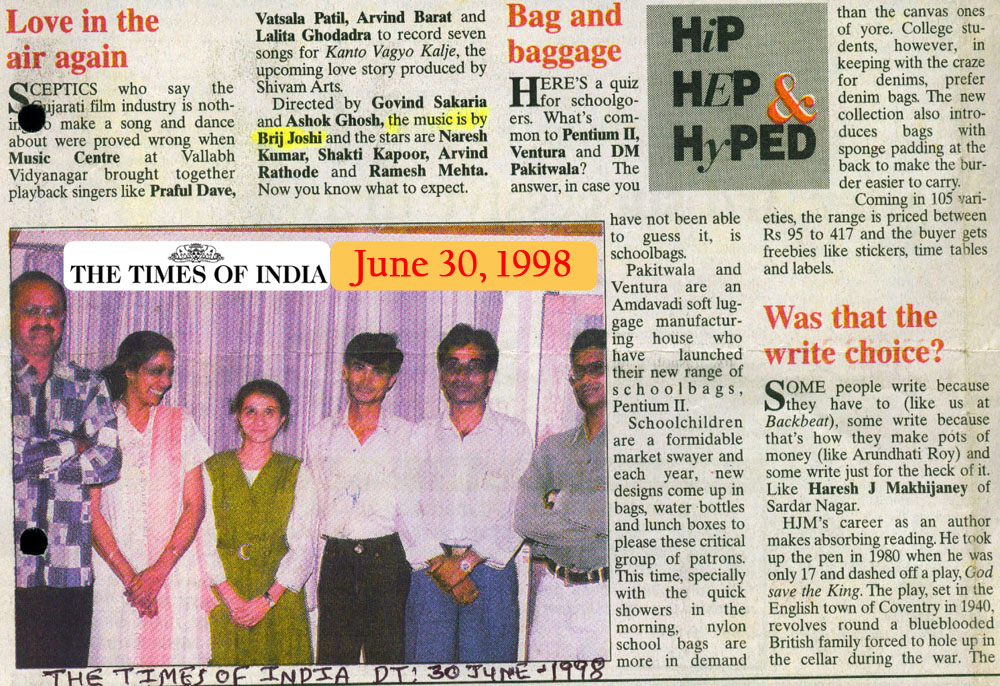 Love in the
air again
SCEPTICS who say the
Gujarati film industry is noth-
ing to make a song and dance
about were proved wrong when
Music Centre at Vallabh
Vidyanagar brought together
playback singers like Praful Dave,
Vatsala Patil, Arvind Barat and
Lalita Ghodadra to record seven
songs for Kanto Vagyo Kalje, the
upcoming love story produced by
Shivam Arts.
Directed by Govind Sakaria
and Ashok Ghosh, the music is by
Brij Joshi and the stars are Naresh
Kumar, Shakti Kapoor, Arvind
Rathode and Ramesh Mehta.
Now you know what to expect.
Bag and
baggage
HERE'S a quiz
for schoolgo-
ers. What's com-
mon to Pentium II,
Ventura and DM
Pakitwala? The
answer, in case you
have not been able
to guess it, is
schoolbags.
Pakitwala and
Ventura are an
Amdavadi soft lug-
gage manufactur-
ing house who
have launched
their new range of
schoolbags,
Pentium II.
Schoolchildren
are a formidable
market swayer and
each year, new
designs come up in
bags, water bottles
and lunch boxes to
please these critical
group of patrons.
This time, specially
with the quick
showers in the
morning, nylon
school bags are
more in demand
than the canvas ones
of yore. College stu-
dents, however, in
keeping with the craze
for denims, prefer
denim bags. The new
collection also intro-
duces bags with
sponge padding at the
back to make the bur-
der easier to carry.
Coming in 105 vari-
eties, the range is priced between
Rs 95 to 417 and the buyer gets
freebies like stickers, time tables
and labels.
HiP
HEP &
HyPED
Was that the
write choice?
SOME people write because
they have to (like us at
Backbeat), some write because
that's how they make pots of
money (like Arundhati Roy) and
some write just for the heck of it.
Like Haresh J Makhijaney of
Sardar Nagar.
HJM's career as an author
makes absorbing reading. He took
up the pen in 1980 when he was
only 17 and dashed off a play, God
save the King. The play, set in the
English town of Coventry in 1940,
revolves round a blueblooded
British family forced to hole up in
the cellar during the war. The
THE TIMES OF INDIA
June 30, 1998
THE TIMES OF INDIA DT: 30 JUNE - 1998